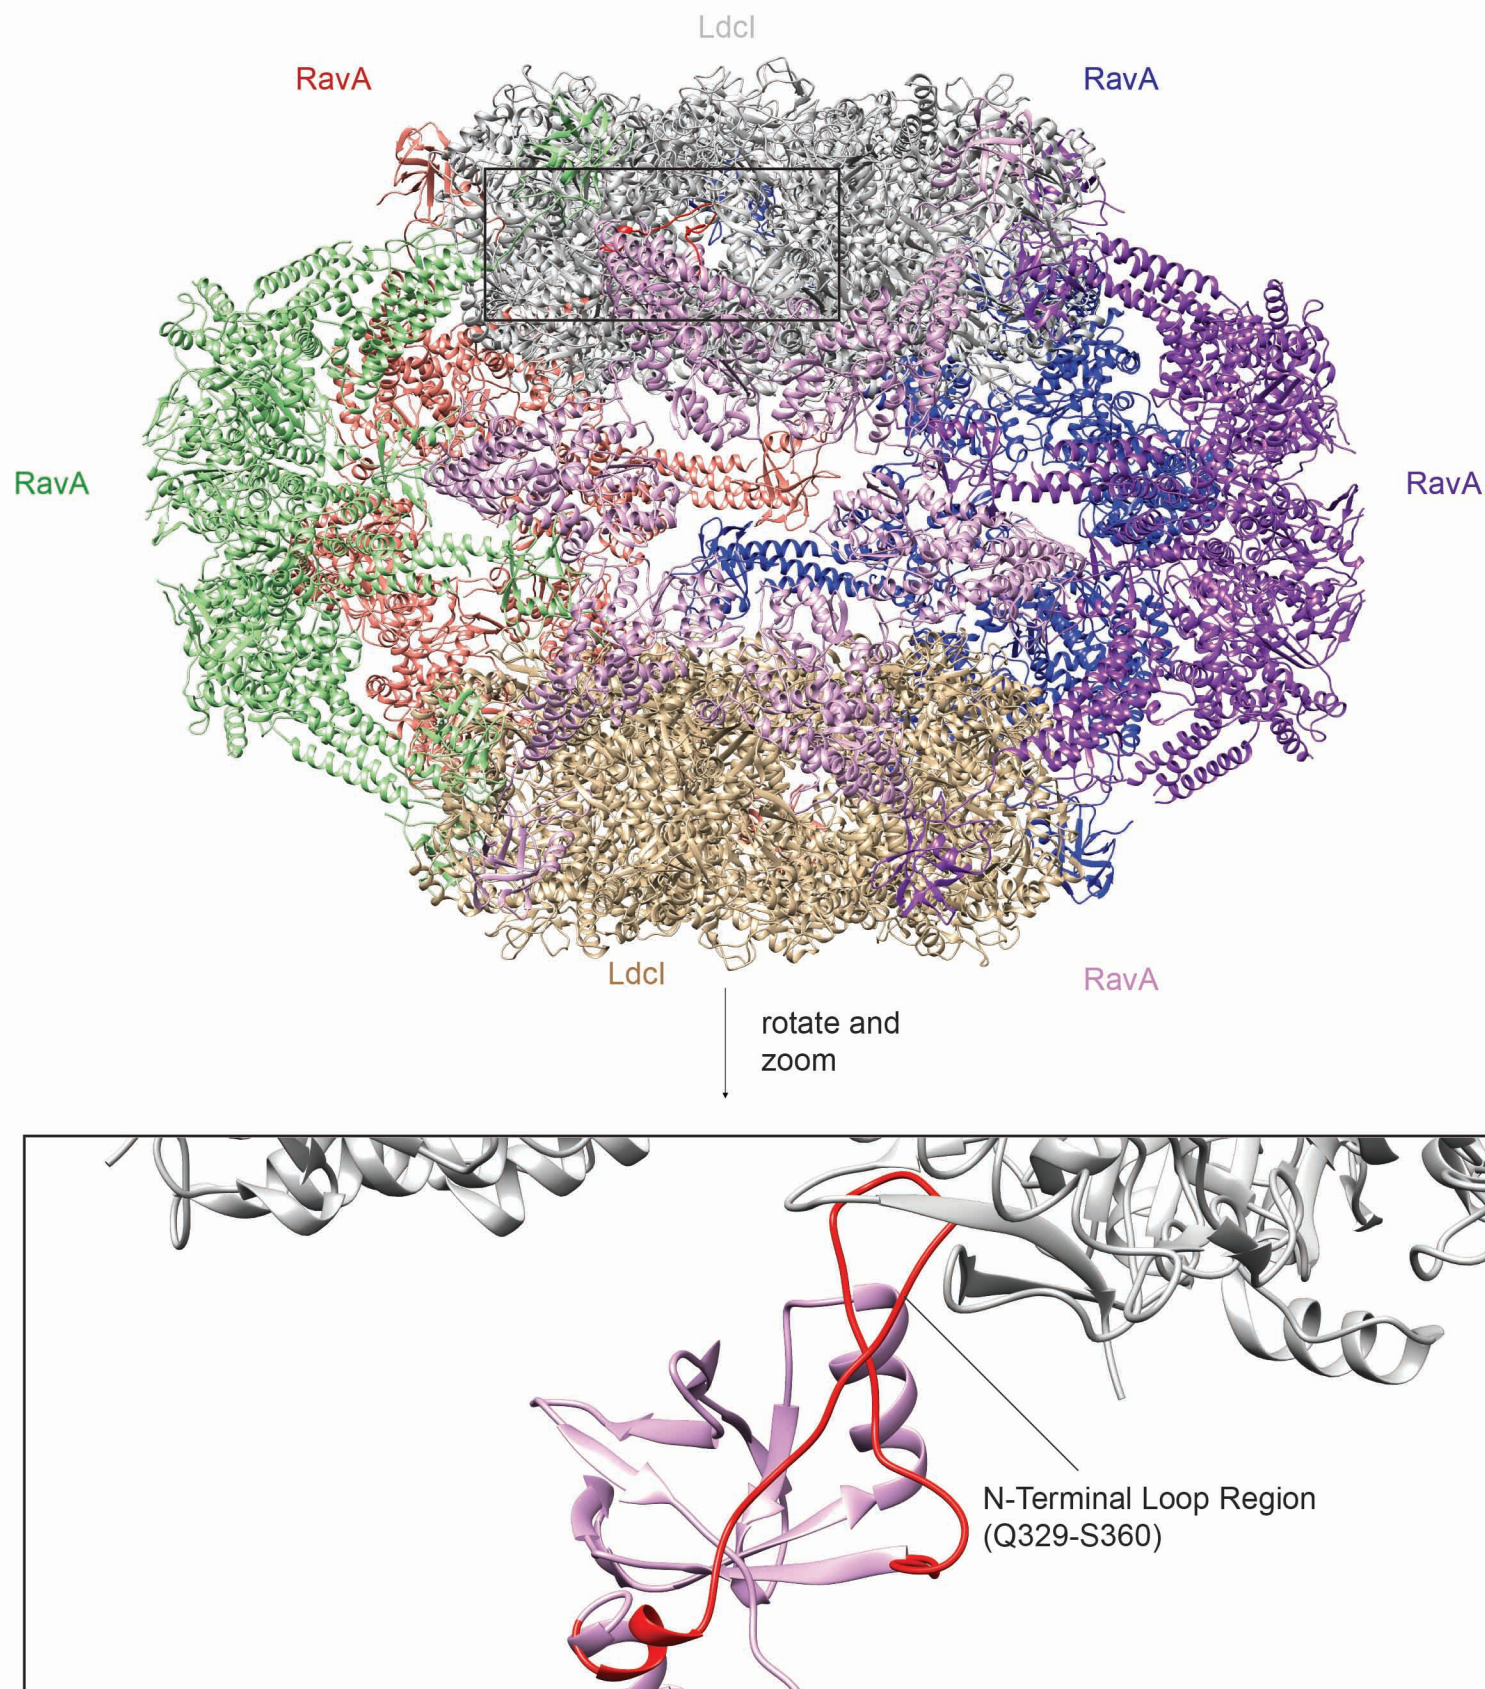 LdcI
RavA
RavA
RavA
RavA
LdcI
RavA
rotate and
zoom
N-Terminal Loop Region
(Q329-S360)